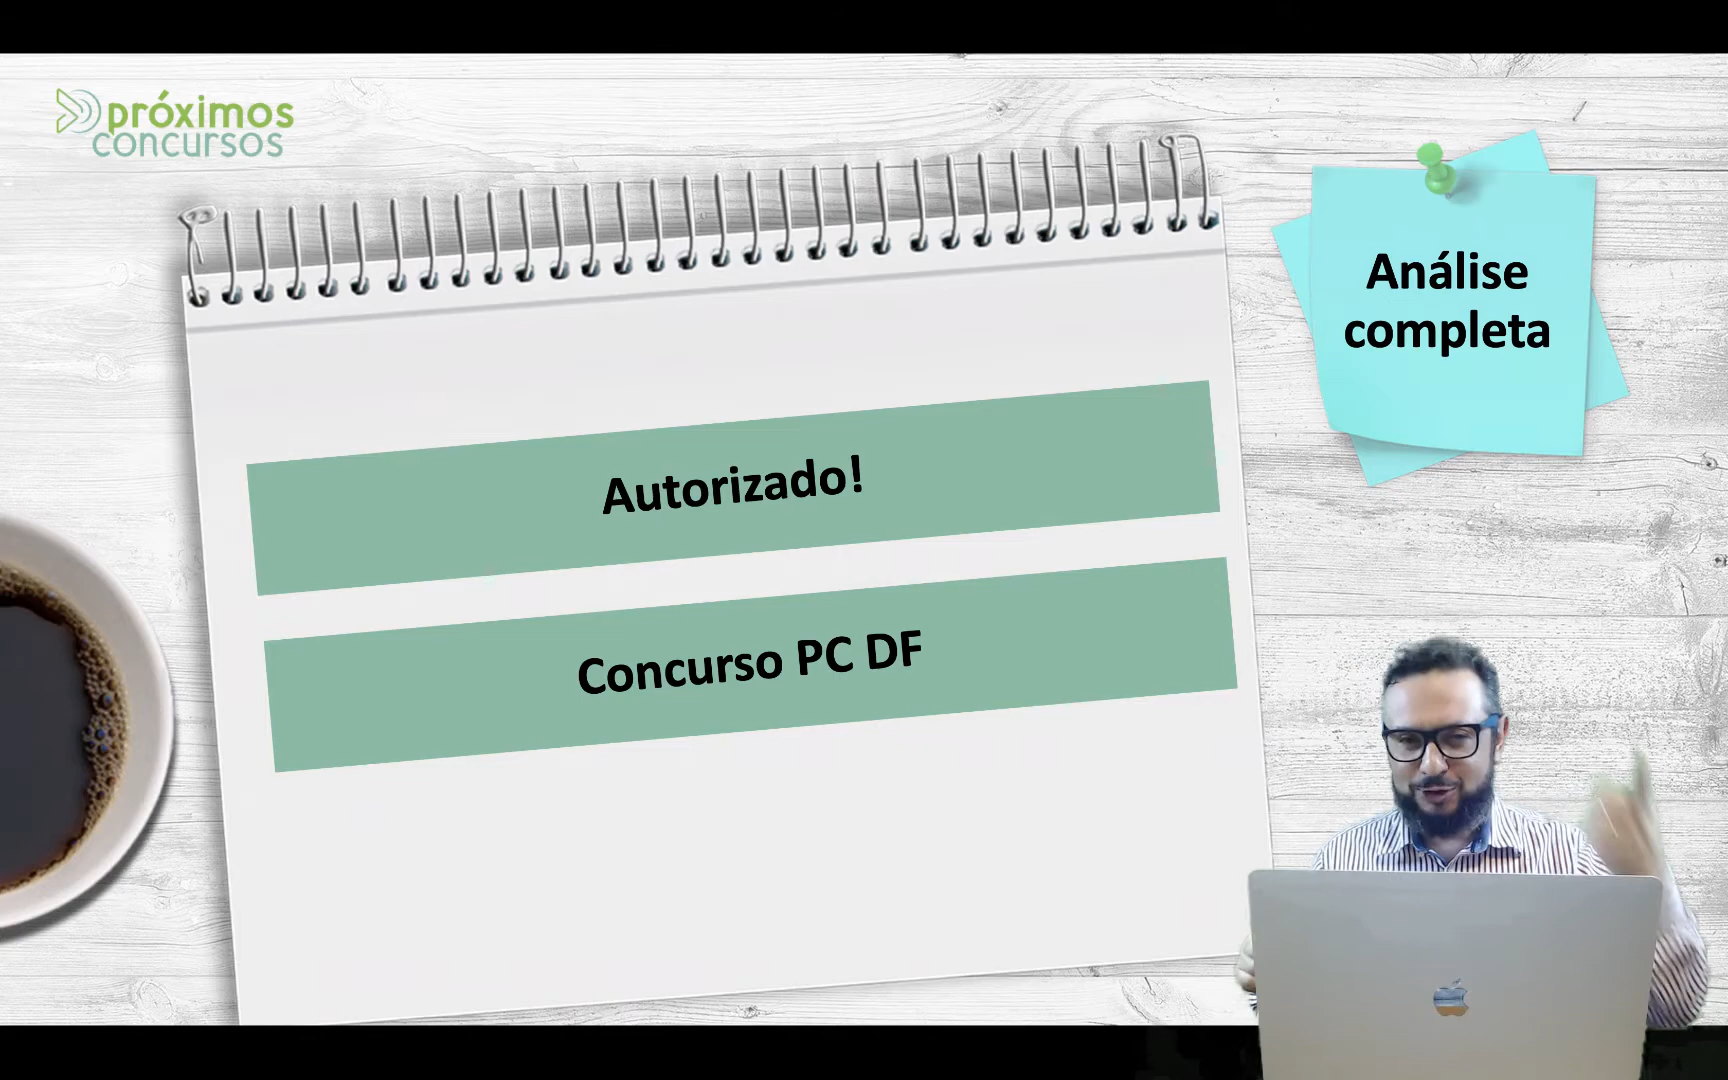 próximos
concursos
Análise
completa
Autorizado!
Concurso PC DF